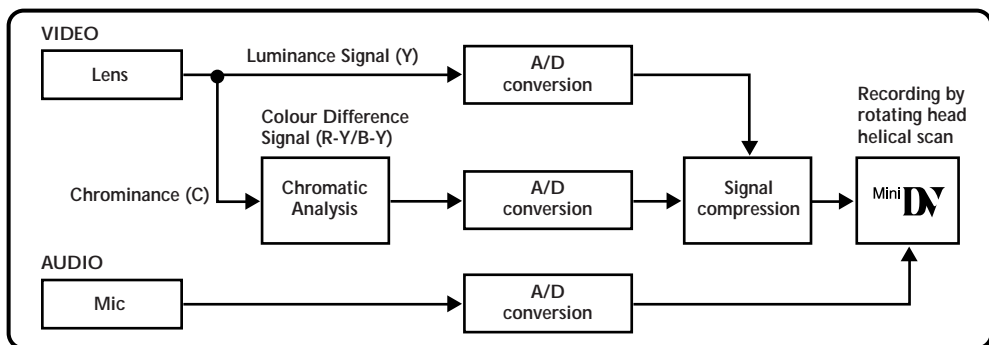 VIDEO
Lens
Luminance Signal (Y)
A/D
conversion
Recording by
rotating head
helical scan
Colour Difference
Signal (R-Y/B-Y)
Chrominance (C)
Chromatic
Analysis
A/D
conversion
Signal
compression
Mini DV
AUDIO
Mic
A/D
conversion